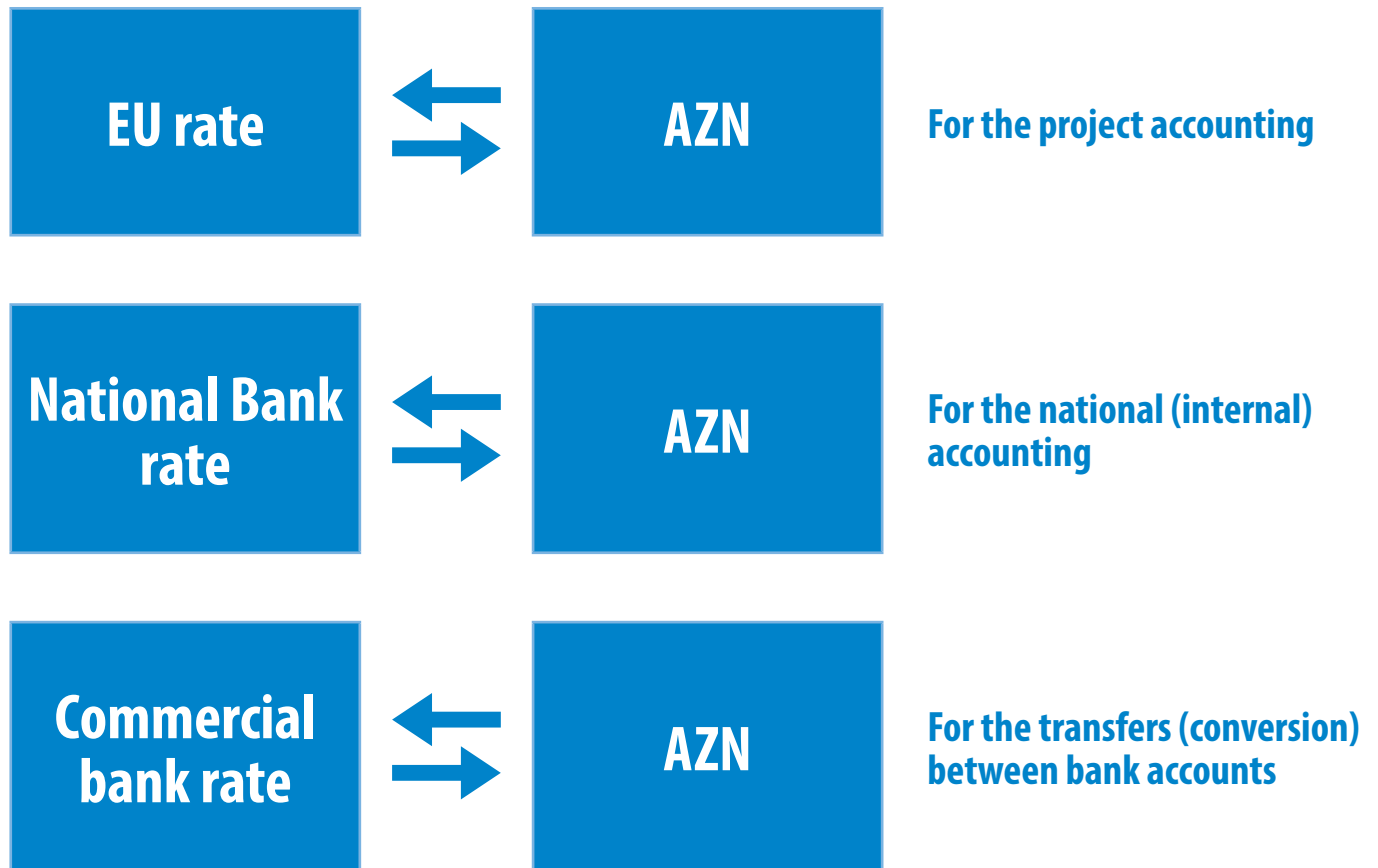 EU rate
AZN
For the project accounting
National Bank
rate
AZN
For the national (internal)
accounting
Commercial
bank rate
AZN
For the transfers (conversion)
between bank accounts